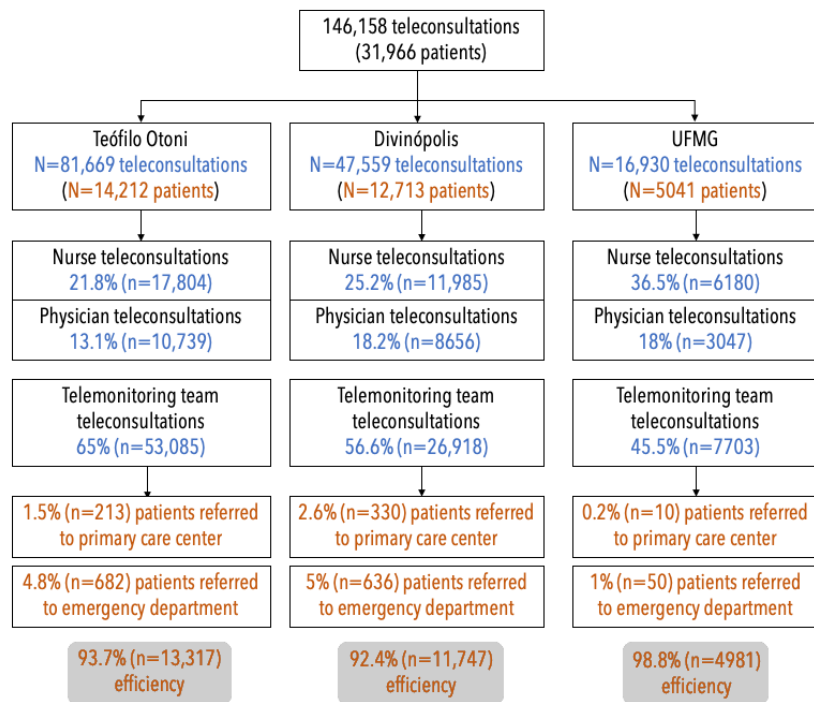 146,158 teleconsultations
(31,966 patients)
Teófilo Otoni
N=81,669 teleconsultations
(N=14,212 patients)
Nurse teleconsultations
21.8% (n=17,804)
Physician teleconsultations
13.1% (n=10,739)
Telemonitoring team
teleconsultations
65% (n=53,085)
1.5% (n=213) patients referred
to primary care center
4.8% (n=682) patients referred
to emergency department
93.7% (n=13,317)
efficiency
Divinópolis
N=47,559 teleconsultations
(N=12,713 patients)
Nurse teleconsultations
25.2% (n=11,985)
Physician teleconsultations
18.2% (n=8656)
Telemonitoring team
teleconsultations
56.6% (n=26,918)
2.6% (n=330) patients referred
to primary care center
5% (n=636) patients referred
to emergency department
92.4% (n=11,747)
efficiency
UFMG
N=16,930 teleconsultations
(N=5041 patients)
Nurse teleconsultations
36.5% (n=6180)
Physician teleconsultations
18% (n=3047)
Telemonitoring team
teleconsultations
45.5% (n=7703)
0.2% (n=10) patients referred
to primary care center
1% (n=50) patients referred
to emergency department
98.8% (n=4981)
efficiency